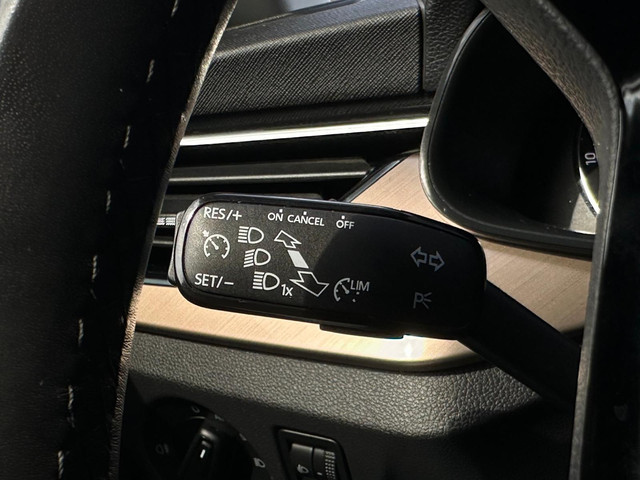 RES/+
ON CANCEL OFF
SET/-
1x
LIM
P
10